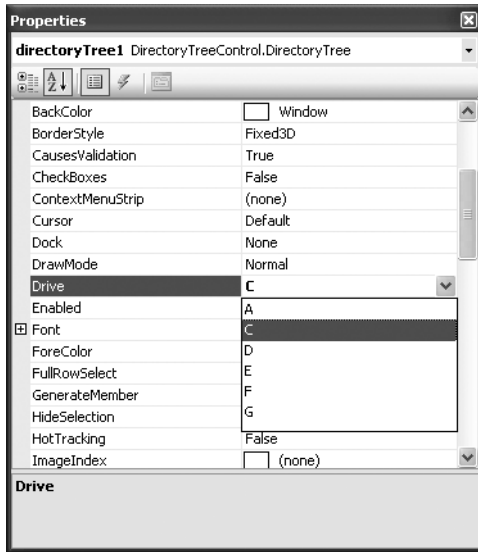 Properties
directoryTree1 DirectoryTreeControl.DirectoryTree
A Z
BackColor Window
BorderStyle Fixed3D
CausesValidation True
CheckBoxes False
ContextMenuStrip (none)
Cursor Default
Dock None
DrawMode Normal
Drive C
Enabled A
Font C
ForeColor D
FullRowSelect E
GenerateMember F
HideSelection G
HotTracking False
ImageIndex (none)
Drive